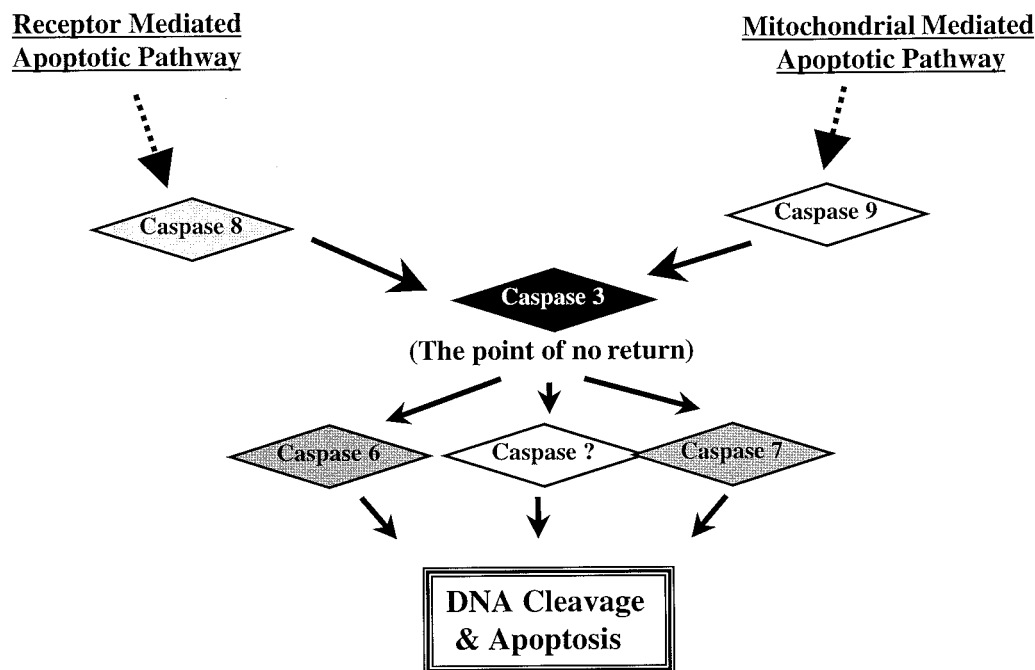 Receptor Mediated
Apoptotic Pathway
Mitochondrial Mediated
Apoptotic Pathway
Caspase 8
Caspase 9
Caspase 3
(The point of no return)
Caspase 6
Caspase ?
Caspase 7
DNA Cleavage
& Apoptosis